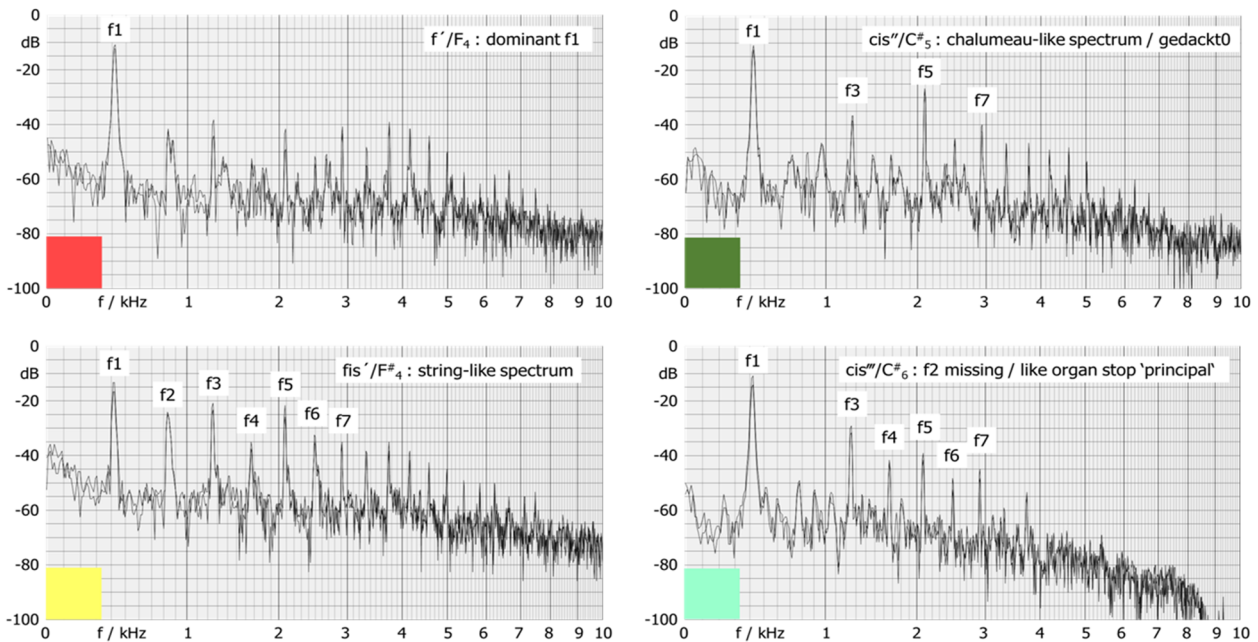 0
dB
-20
-40
-60
-80
-100
f1
f´/F4 : dominant f1
0 f / kHz 1 2 3 4 5 6 7 8 9 10
0
dB
-20
-40
-60
-80
-100
f1
cis″/C#5 : chalumeau-like spectrum / gedackt0
f3
f5
f7
0 f / kHz 1 2 3 4 5 6 7 8 9 10
0
dB
-20
-40
-60
-80
-100
f1
fis´/F#4 : string-like spectrum
f2
f3
f4
f5
f6
f7
0 f / kHz 1 2 3 4 5 6 7 8 9 10
0
dB
-20
-40
-60
-80
-100
f1
cis‴/C#6 : f2 missing / like organ stop ‘principal‘
f3
f4
f5
f6
f7
0 f / kHz 1 2 3 4 5 6 7 8 9 10